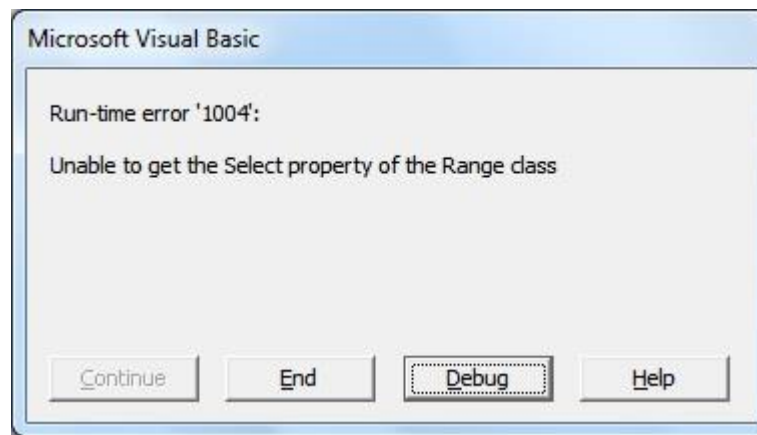 Microsoft Visual Basic
Run-time error '1004':
Unable to get the Select property of the Range class
Continue End Debug Help